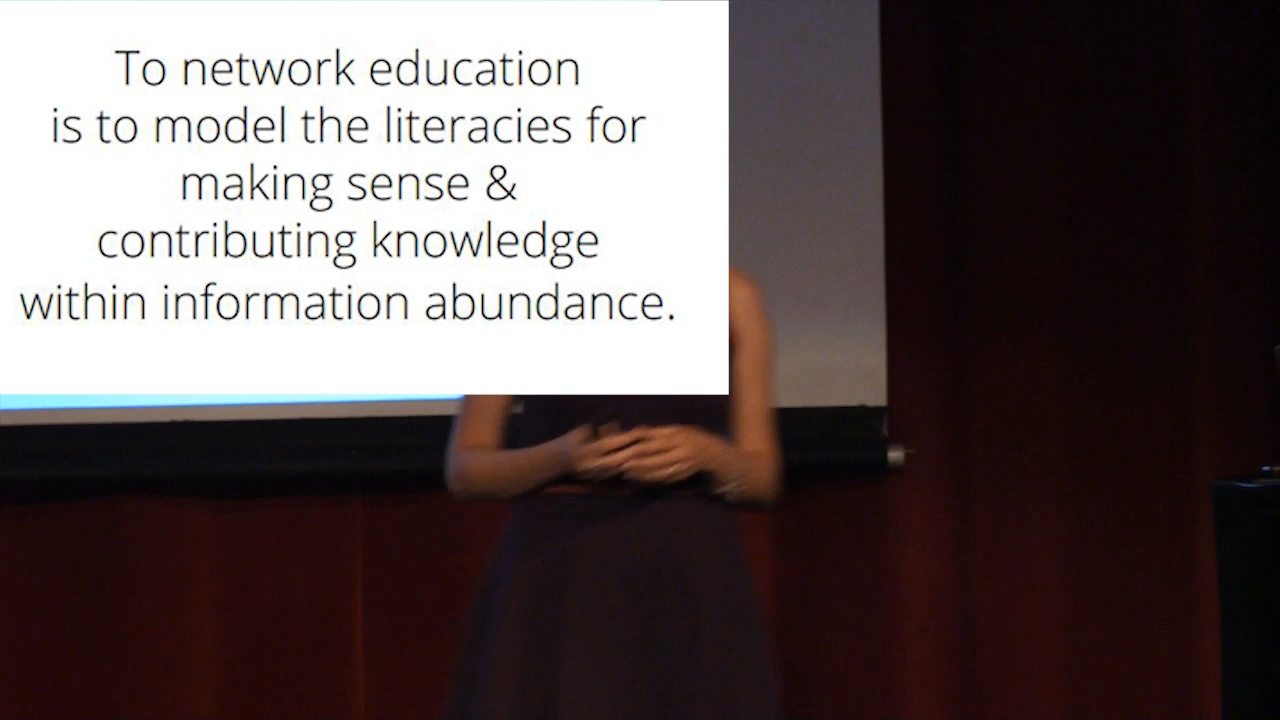 To network education
is to model the literacies for
making sense &
contributing knowledge
within information abundance.